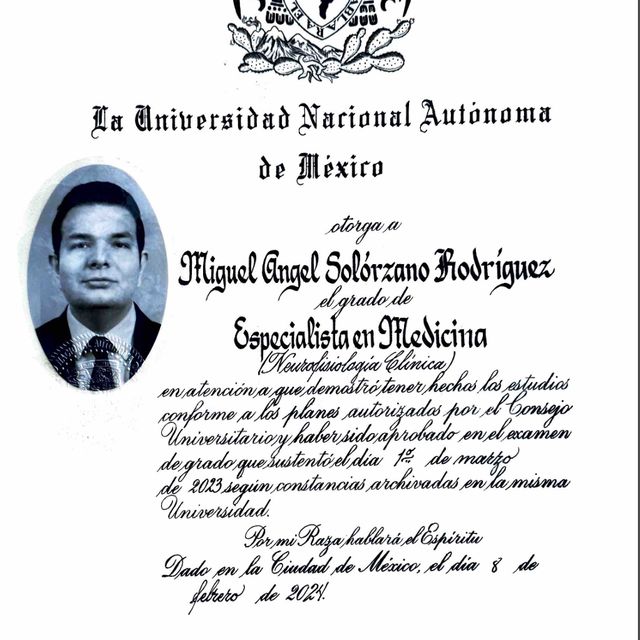 BLARA EL
La Universidad Nacional Autónoma
de México
otorga a
Miguel Angel Solórzano Rodríguez
el grado de
Especialista en Medicina
(Neurofisiología Clínica)
en atención a que demostró tener hechos los estudios
conforme a los planes autorizados por el Consejo
Universitario y haber sido aprobado en el examen
de grado que sustentó el día 1º de marzo
de 2023 según constancias archivadas en la misma
Universidad.
Por mi Raza hablará el Espíritu
Dado en la Ciudad de México, el día 8 de
febrero de 2024.